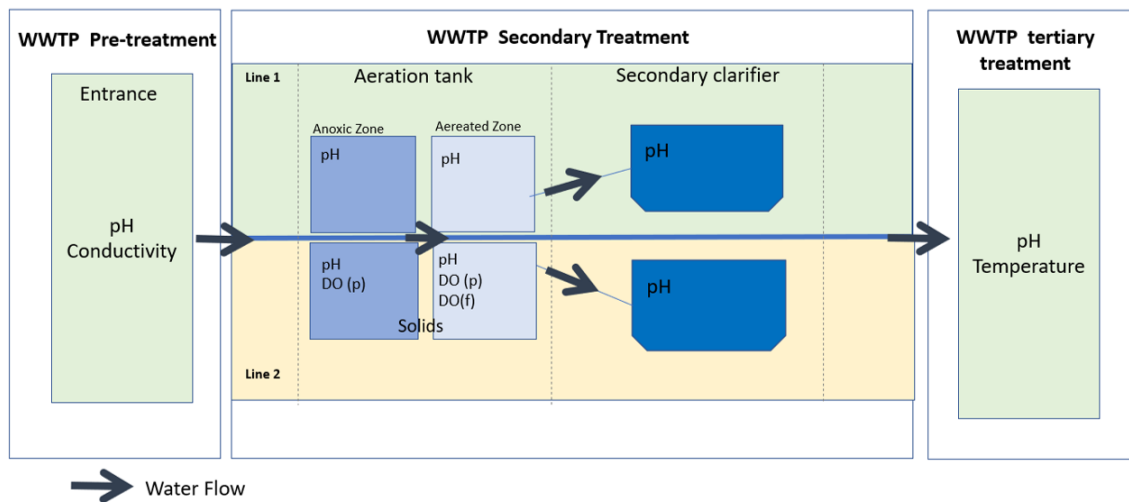 WWTP Pre-treatment
Entrance
pH
Conductivity
WWTP Secondary Treatment
Line 1
Aeration tank
Secondary clarifier
Anoxic Zone
Aereated Zone
pH
pH
pH
pH
DO (p)
pH
DO (p)
DO(f)
Solids
pH
Line 2
WWTP tertiary
treatment
pH
Temperature
Water Flow